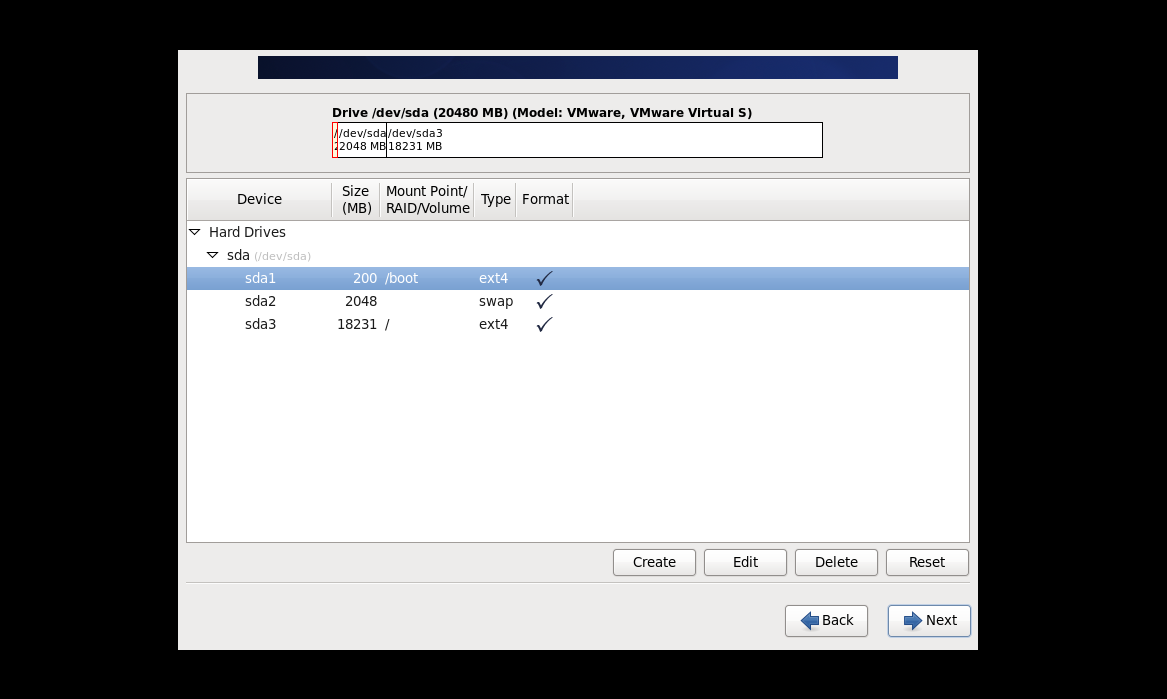 Drive /dev/sda (20480 MB) (Model: VMware, VMware Virtual S)
/dev/sda /dev/sda3
2048 MB 18231 MB
Device Size (MB) Mount Point/ RAID/Volume Type Format
Hard Drives
sda (/dev/sda)
sda1 200 /boot ext4
sda2 2048 swap
sda3 18231 / ext4
Create Edit Delete Reset
Back Next